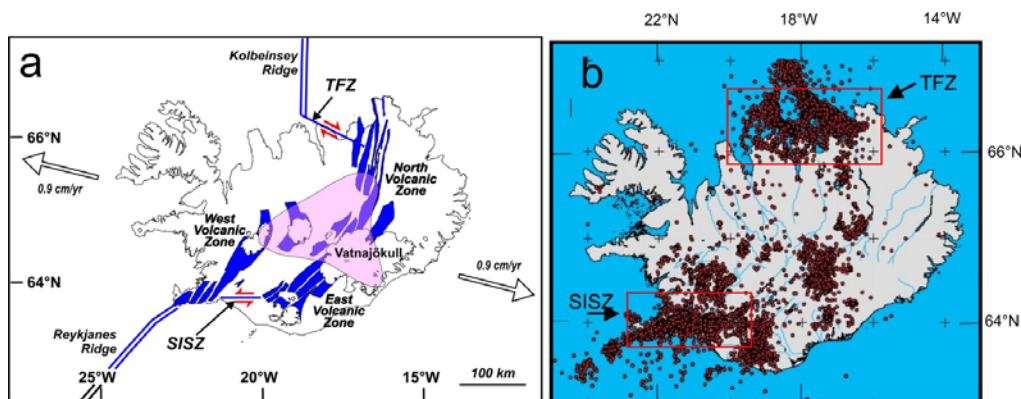 a
Kolbeinsey
Ridge
TFZ
66°N
0.9 cm/yr
North
Volcanic
Zone
West
Volcanic
Zone
Vatnajökull
64°N
0.9 cm/yr
East
Volcanic
Zone
Reykjanes
Ridge
SISZ
25°W
20°W
15°W
100 km
22°N
18°W
14°W
b
TFZ
66°N
SISZ
64°N